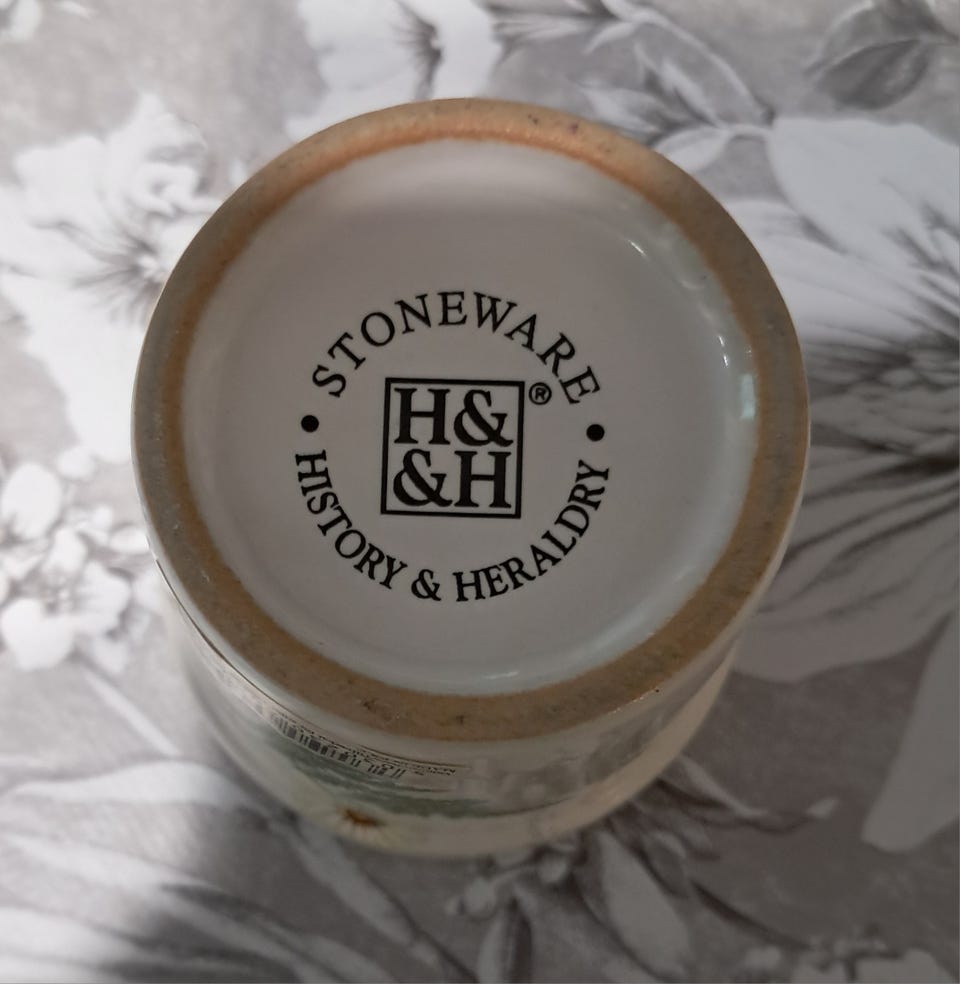 STONEWARE
H& ®
&H
• HISTORY & HERALDRY •